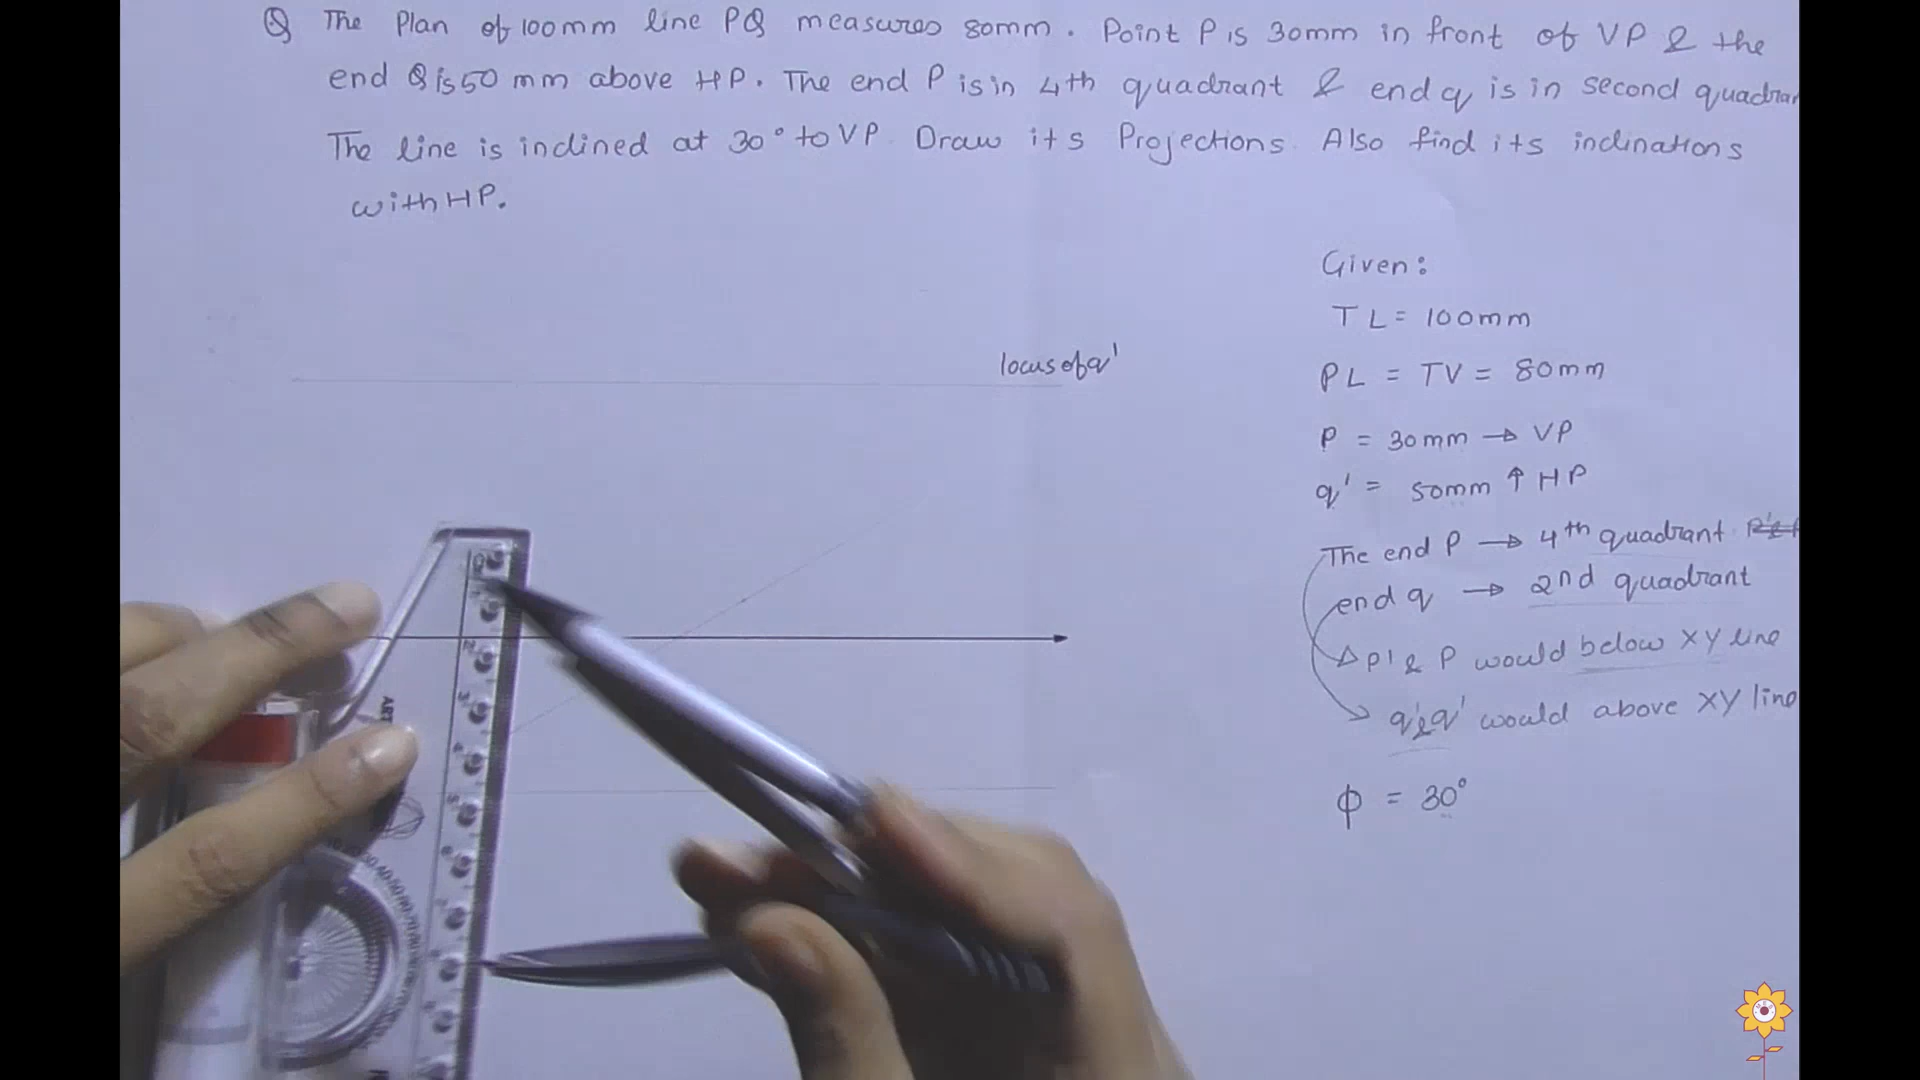 Q The Plan of 100mm line PQ measures 80mm. Point P is 30mm in front of VP & the
end Q is 50 mm above HP. The end P is in 4th quadrant & end q is in second quadran
The line is inclined at 30° to VP. Draw its Projections. Also find its inclinations
with HP.
Given:
TL = 100mm
PL = TV = 80mm
P = 30mm → VP
q' = 50mm ↑ HP
The end P → 4th quadrant
end q → 2nd quadrant
P' & P would below XY line
q & q' would above XY line
ϕ = 30°
locus of q'